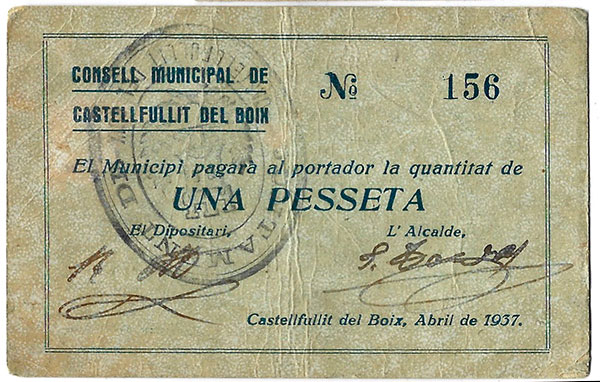 CONSELL MUNICIPAL DE
CASTELLFULLIT DEL BOIX
№ 156
El Municipi pagarà al portador la quantitat de
UNA PESSETA
El Dipositari, L' Alcalde,
Castellfullit del Boix, Abril de 1937.